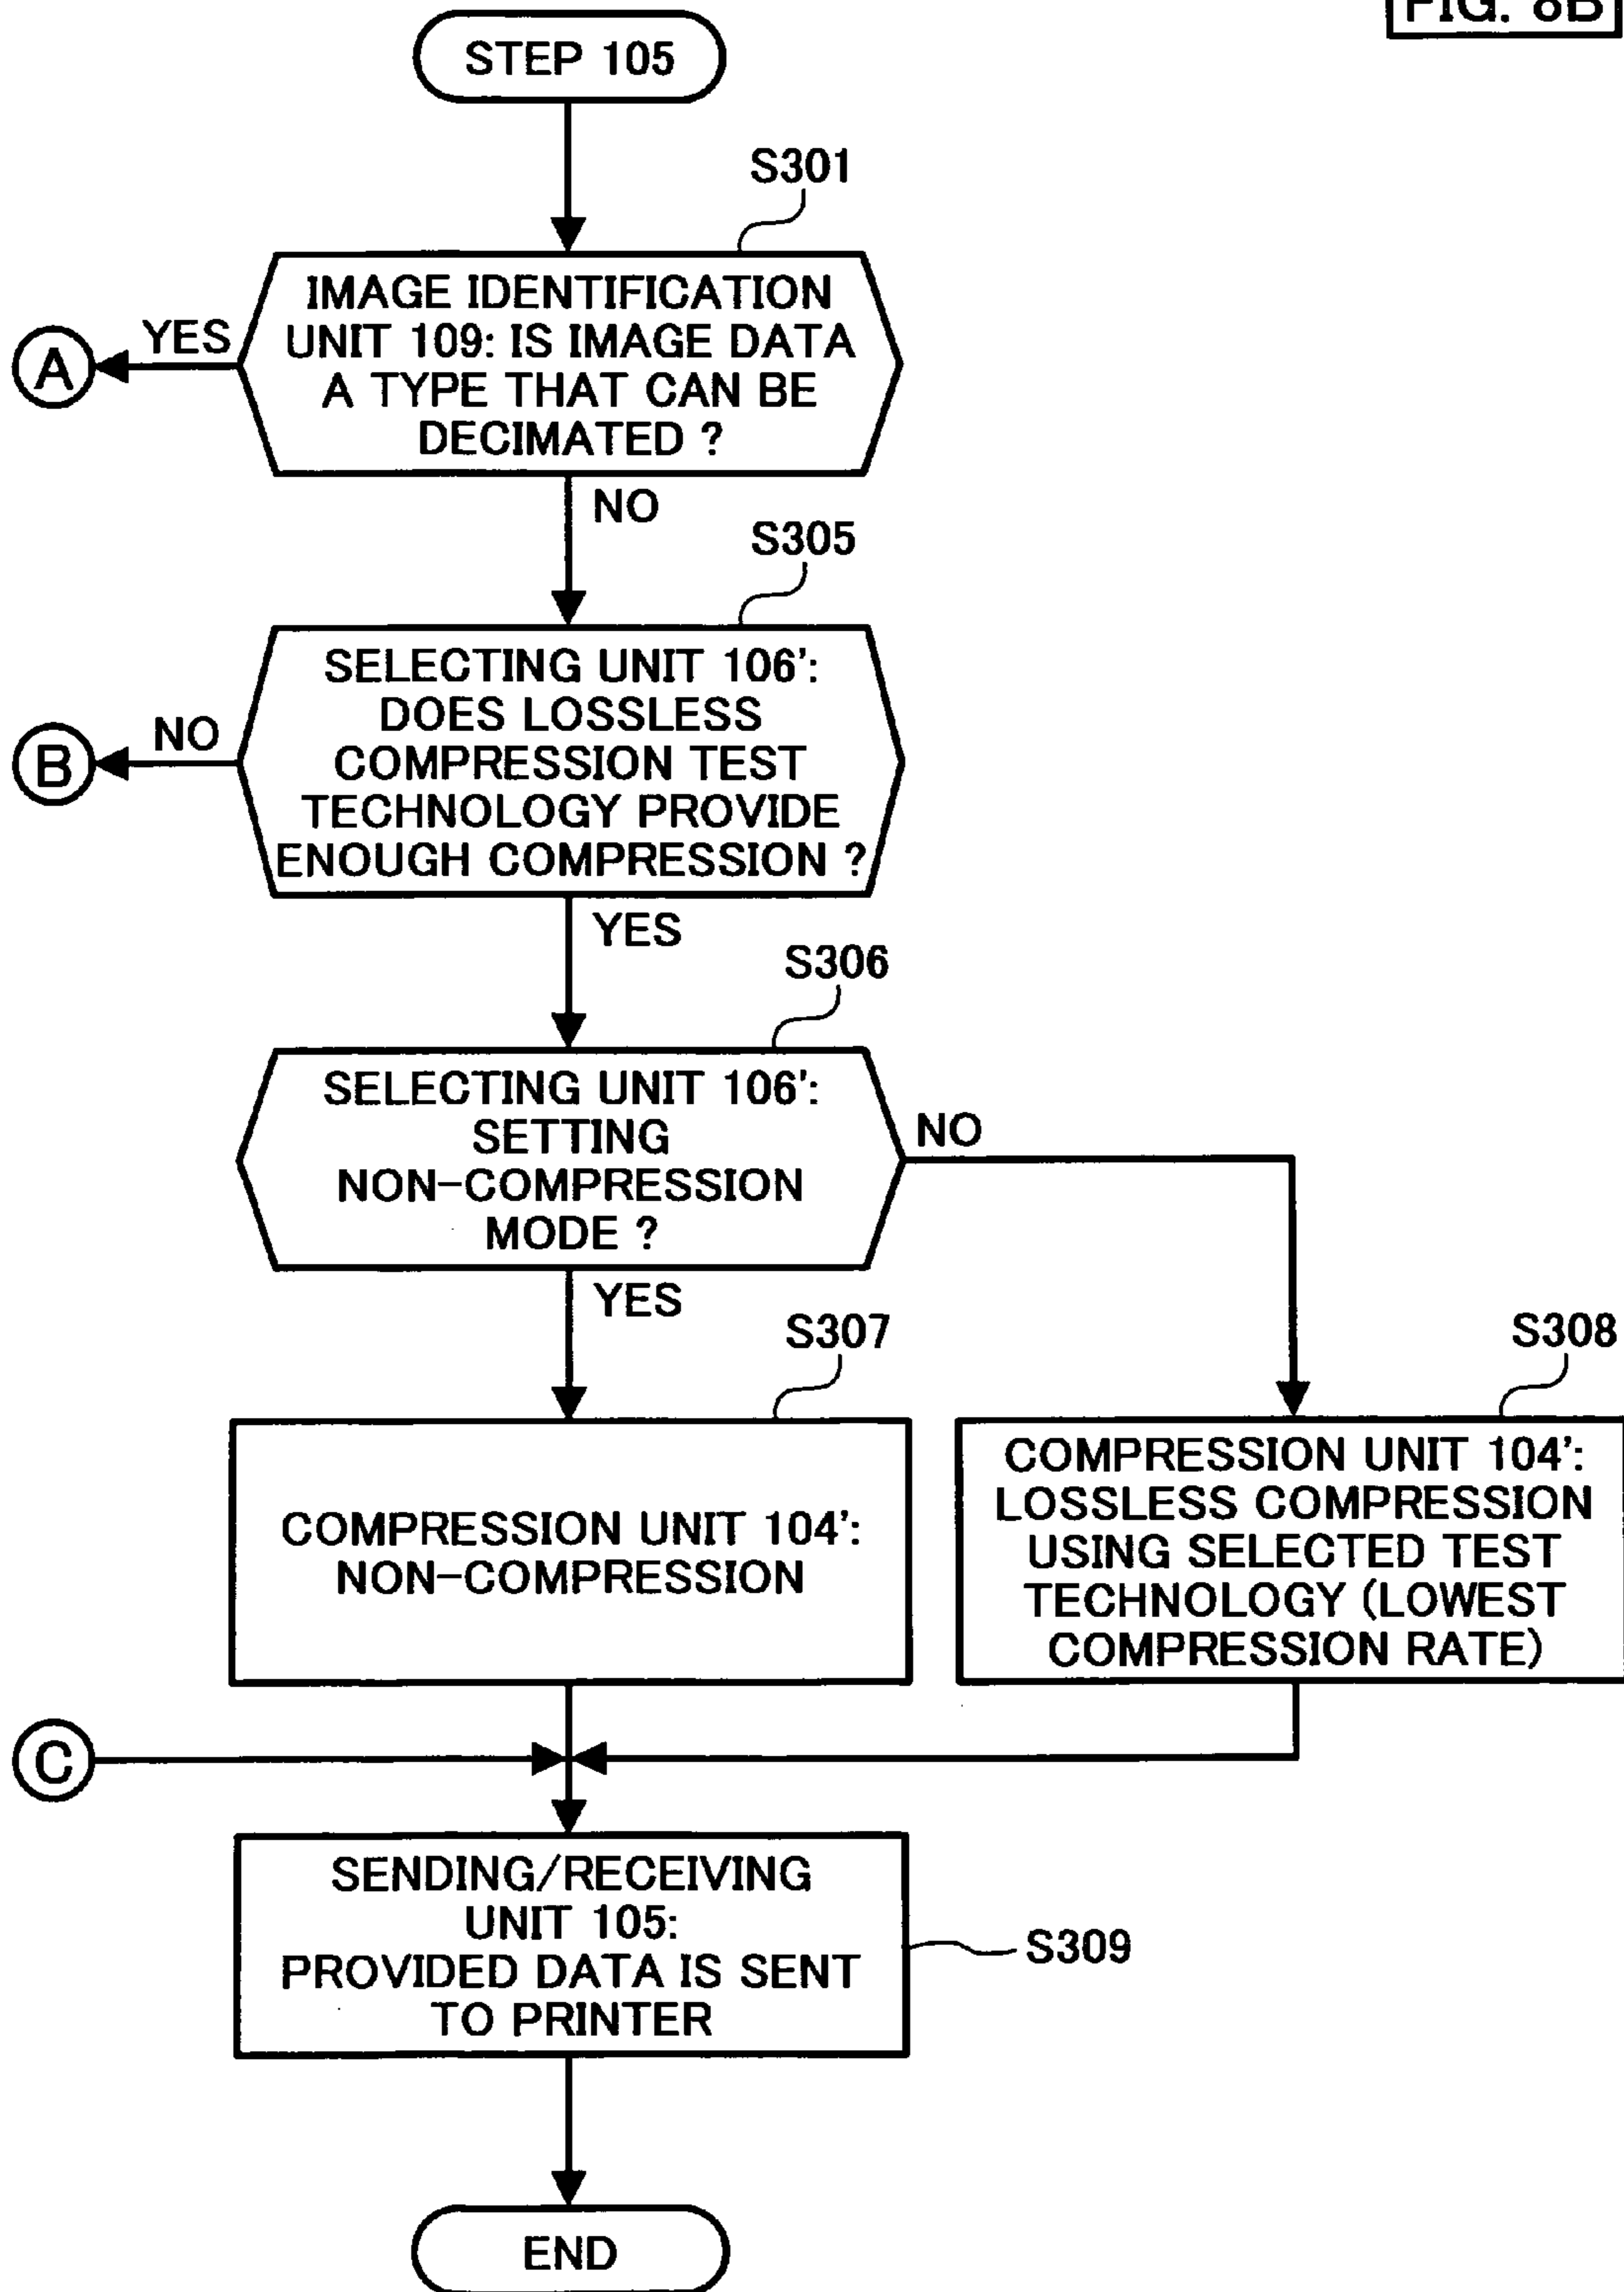 FIG. 8B
STEP 105
S301
IMAGE IDENTIFICATION
UNIT 109: IS IMAGE DATA
A TYPE THAT CAN BE
DECIMATED ?
YES
A
NO
S305
SELECTING UNIT 106':
DOES LOSSLESS
COMPRESSION TEST
TECHNOLOGY PROVIDE
ENOUGH COMPRESSION ?
NO
B
YES
S306
SELECTING UNIT 106':
SETTING
NON-COMPRESSION
MODE ?
NO
YES
S307
COMPRESSION UNIT 104':
NON-COMPRESSION
S308
COMPRESSION UNIT 104':
LOSSLESS COMPRESSION
USING SELECTED TEST
TECHNOLOGY (LOWEST
COMPRESSION RATE)
C
SENDING/RECEIVING
UNIT 105:
PROVIDED DATA IS SENT
TO PRINTER
S309
END